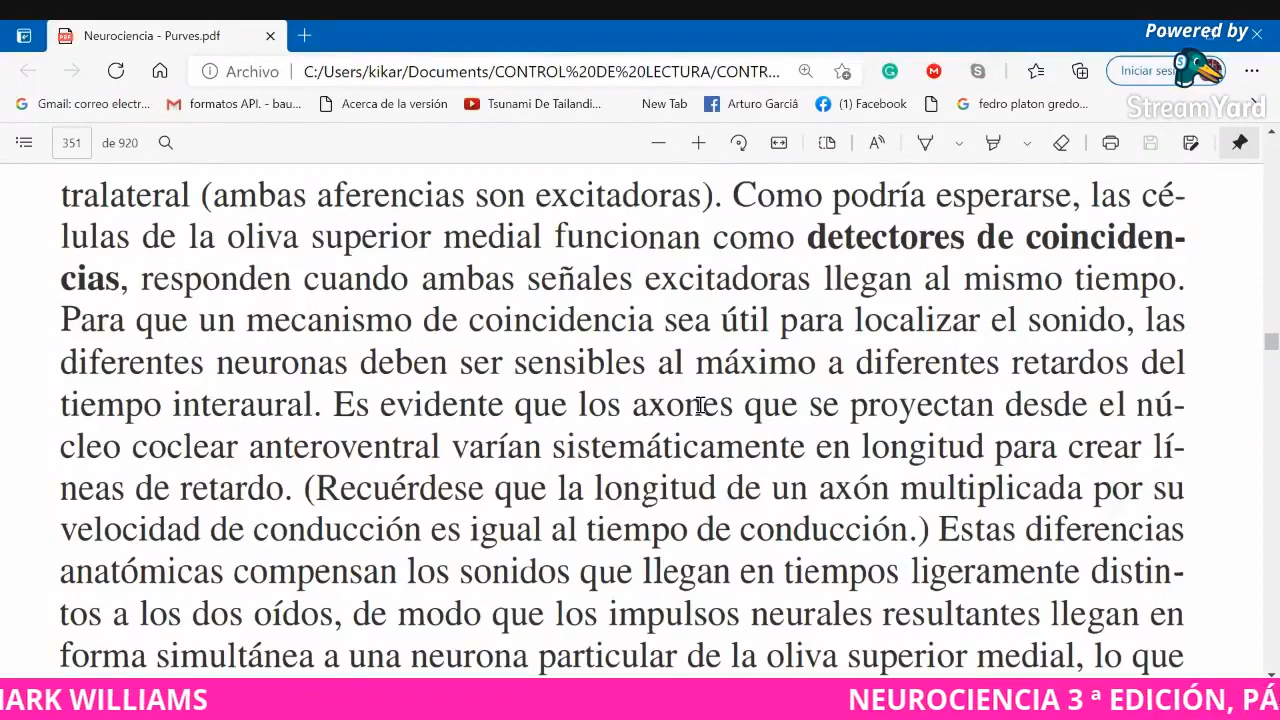 Neurociencia - Purves.pdf
Powered by
Archivo
C:/Users/kikar/Documents/CONTROL%20DE%20LECTURA/CONTR...
StreamYard
Gmail: correo electr...
formatos API. - bau...
Acerca de la versión
Tsunami De Tailandi...
New Tab
Arturo Garciâ
(1) Facebook
fedro platon gredo...
351 de 920
tralateral (ambas aferencias son excitadoras). Como podría esperarse, las cé-
lulas de la oliva superior medial funcionan como detectores de coinciden-
cias, responden cuando ambas señales excitadoras llegan al mismo tiempo.
Para que un mecanismo de coincidencia sea útil para localizar el sonido, las
diferentes neuronas deben ser sensibles al máximo a diferentes retardos del
tiempo interaural. Es evidente que los axones que se proyectan desde el nú-
cleo coclear anteroventral varían sistemáticamente en longitud para crear lí-
neas de retardo. (Recuérdese que la longitud de un axón multiplicada por su
velocidad de conducción es igual al tiempo de conducción.) Estas diferencias
anatómicas compensan los sonidos que llegan en tiempos ligeramente distin-
tos a los dos oídos, de modo que los impulsos neurales resultantes llegan en
forma simultánea a una neurona particular de la oliva superior medial, lo que
MARK WILLIAMS
NEUROCIENCIA 3 ª EDICIÓN, PÁ